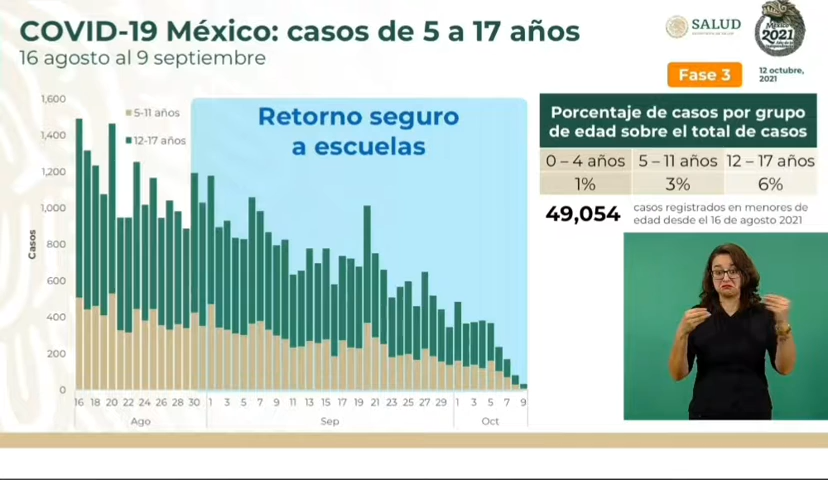 COVID-19 México: casos de 5 a 17 años
16 agosto al 9 septiembre
SALUD
México
2021
Fase 3
12 octubre,
2021
1,600
1,400
1,200
1,000
800
600
400
200
0
Casos
5-11 años
12-17 años
Retorno seguro
a escuelas
16 18 20 22 24 26 28 30 1 3 5 7 9 11 13 15 17 19 21 23 25 27 29 1 3 5 7 9
Ago Sep Oct
Porcentaje de casos por grupo
de edad sobre el total de casos
0 – 4 años 5 – 11 años 12 – 17 años
1% 3% 6%
49,054
casos registrados en menores de
edad desde el 16 de agosto 2021